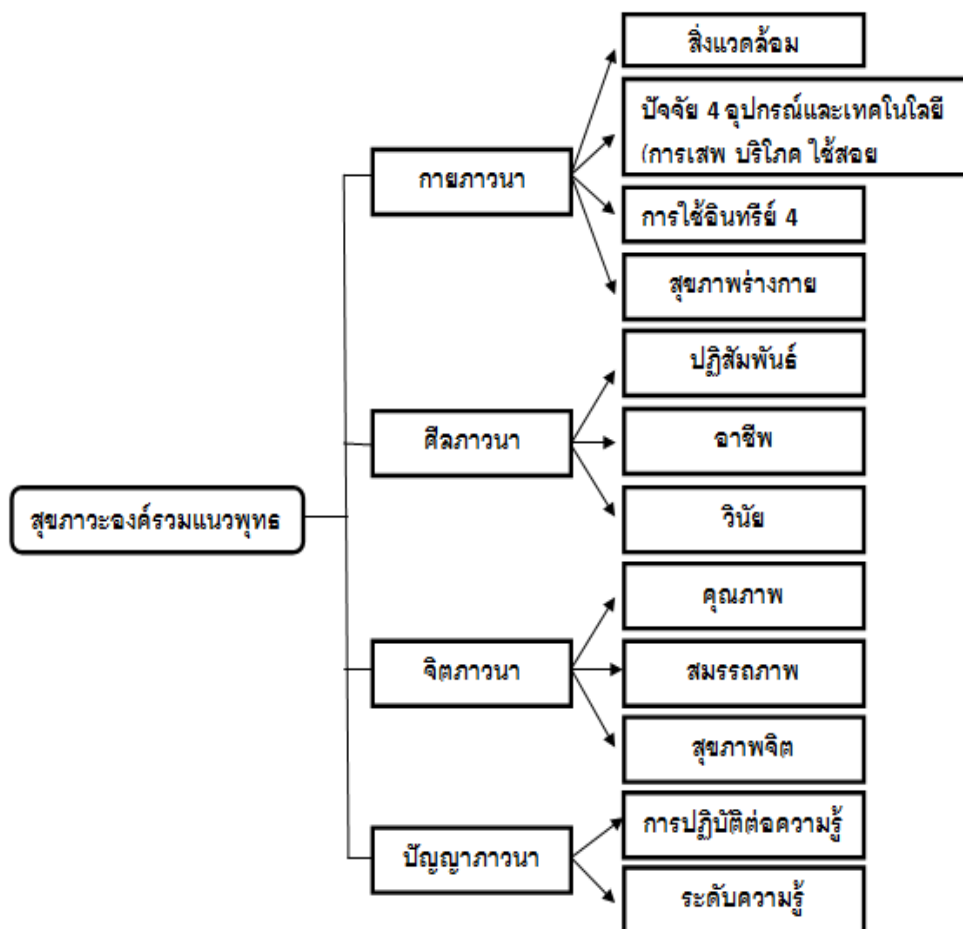 สุขภาวะองค์รวมแนวพุทธ
กายภาวนา
สิ่งแวดล้อม
ปัจจัย 4 อุปกรณ์และเทคโนโลยี
(การเสพ บริโภค ใช้สอย
การใช้อินทรีย์ 4
สุขภาพร่างกาย
ศีลภาวนา
ปฏิสัมพันธ์
อาชีพ
วินัย
จิตภาวนา
คุณภาพ
สมรรถภาพ
สุขภาพจิต
ปัญญาภาวนา
การปฏิบัติต่อความรู้
ระดับความรู้